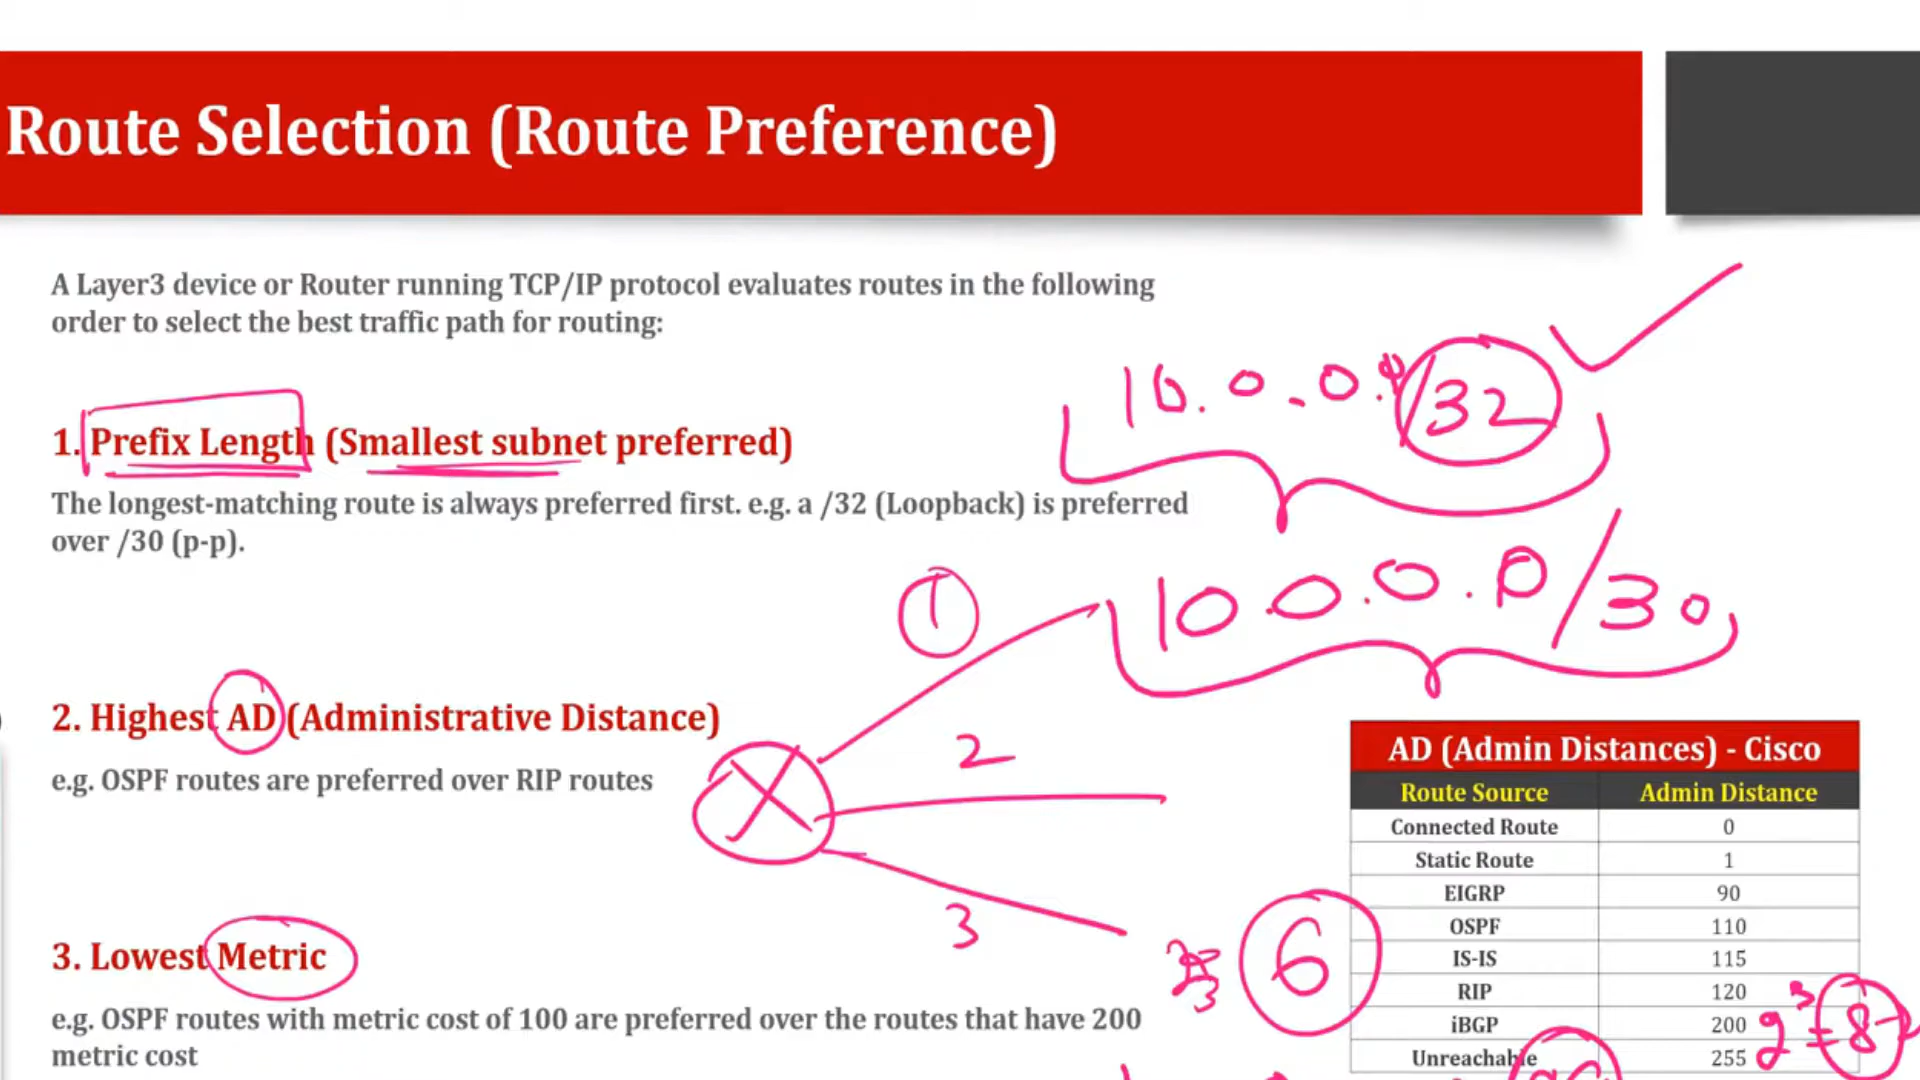 Route Selection (Route Preference)
A Layer3 device or Router running TCP/IP protocol evaluates routes in the following
order to select the best traffic path for routing:
1. Prefix Length (Smallest subnet preferred)
The longest-matching route is always preferred first. e.g. a /32 (Loopback) is preferred
over /30 (p-p).
10.0.0. /32
10.0.0.0/30
1
2
3
2. Highest AD (Administrative Distance)
e.g. OSPF routes are preferred over RIP routes
3. Lowest Metric
e.g. OSPF routes with metric cost of 100 are preferred over the routes that have 200
metric cost
AD (Admin Distances) - Cisco
Route Source Admin Distance
Connected Route 0
Static Route 1
EIGRP 90
OSPF 110
IS-IS 115
RIP 120
iBGP 200
Unreachable 255
6